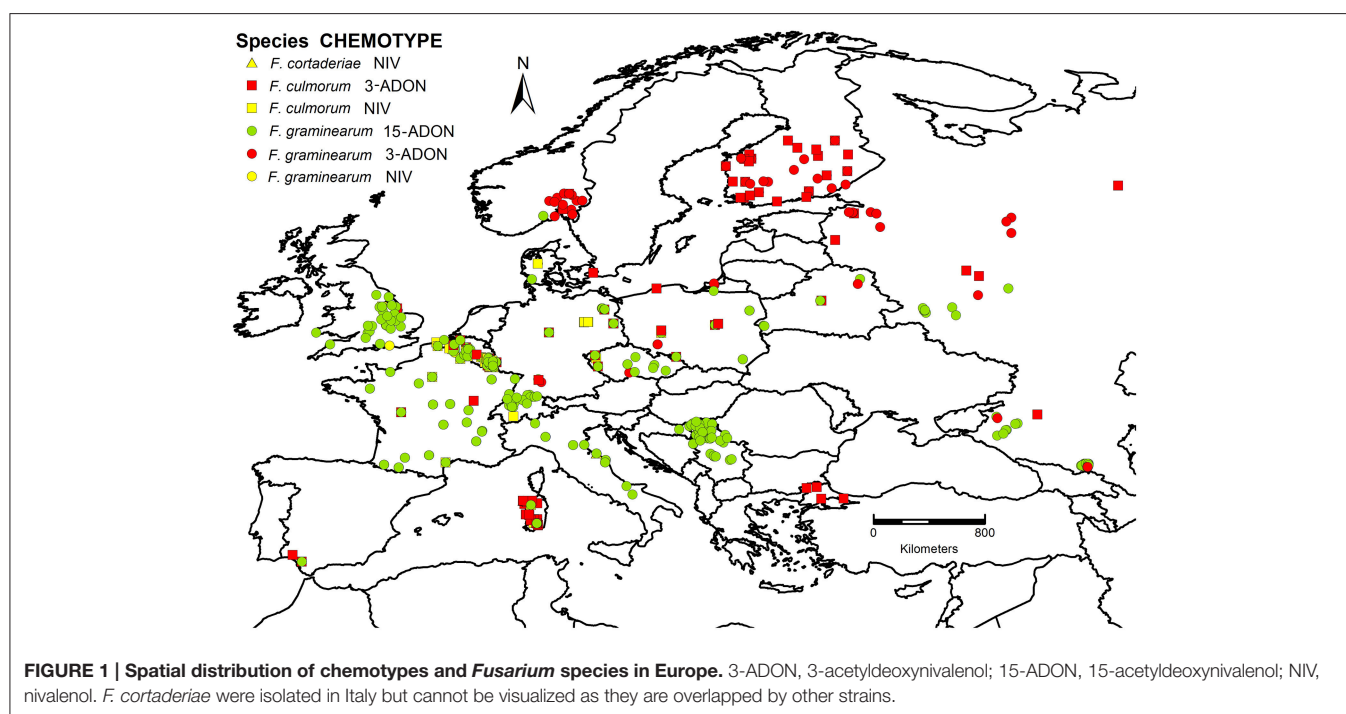 Species CHEMOTYPE
F. cortaderiae NIV
F. culmorum 3-ADON
F. culmorum NIV
F. graminearum 15-ADON
F. graminearum 3-ADON
F. graminearum NIV
N
0 800
Kilometers
FIGURE 1 | Spatial distribution of chemotypes and Fusarium species in Europe. 3-ADON, 3-acetyldeoxynivalenol; 15-ADON, 15-acetyldeoxynivalenol; NIV,
nivalenol. F. cortaderiae were isolated in Italy but cannot be visualized as they are overlapped by other strains.